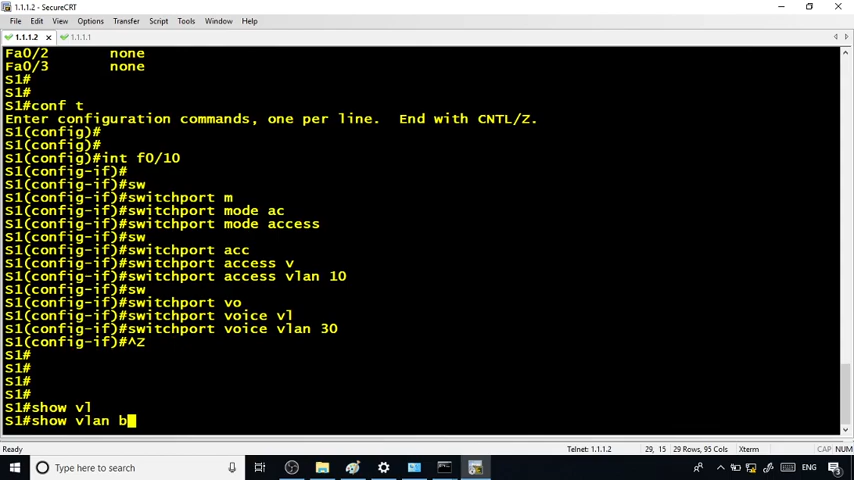 1.1.1.2 - SecureCRT
File Edit View Options Transfer Script Tools Window Help
1.1.1.2 1.1.1.1
Fa0/2 none
Fa0/3 none
S1#
S1#
S1#conf t
Enter configuration commands, one per line. End with CNTL/Z.
S1(config)#
S1(config)#
S1(config)#int f0/10
S1(config-if)#
S1(config-if)#sw
S1(config-if)#switchport m
S1(config-if)#switchport mode ac
S1(config-if)#switchport mode access
S1(config-if)#sw
S1(config-if)#switchport acc
S1(config-if)#switchport access v
S1(config-if)#switchport access vlan 10
S1(config-if)#sw
S1(config-if)#switchport vo
S1(config-if)#switchport voice vl
S1(config-if)#switchport voice vlan 30
S1(config-if)#^Z
S1#
S1#
S1#
S1#
S1#show vl
S1#show vlan b
Ready Telnet: 1.1.1.2 29, 15 29 Rows, 95 Cols Xterm CAP NUM
Type here to search ENG